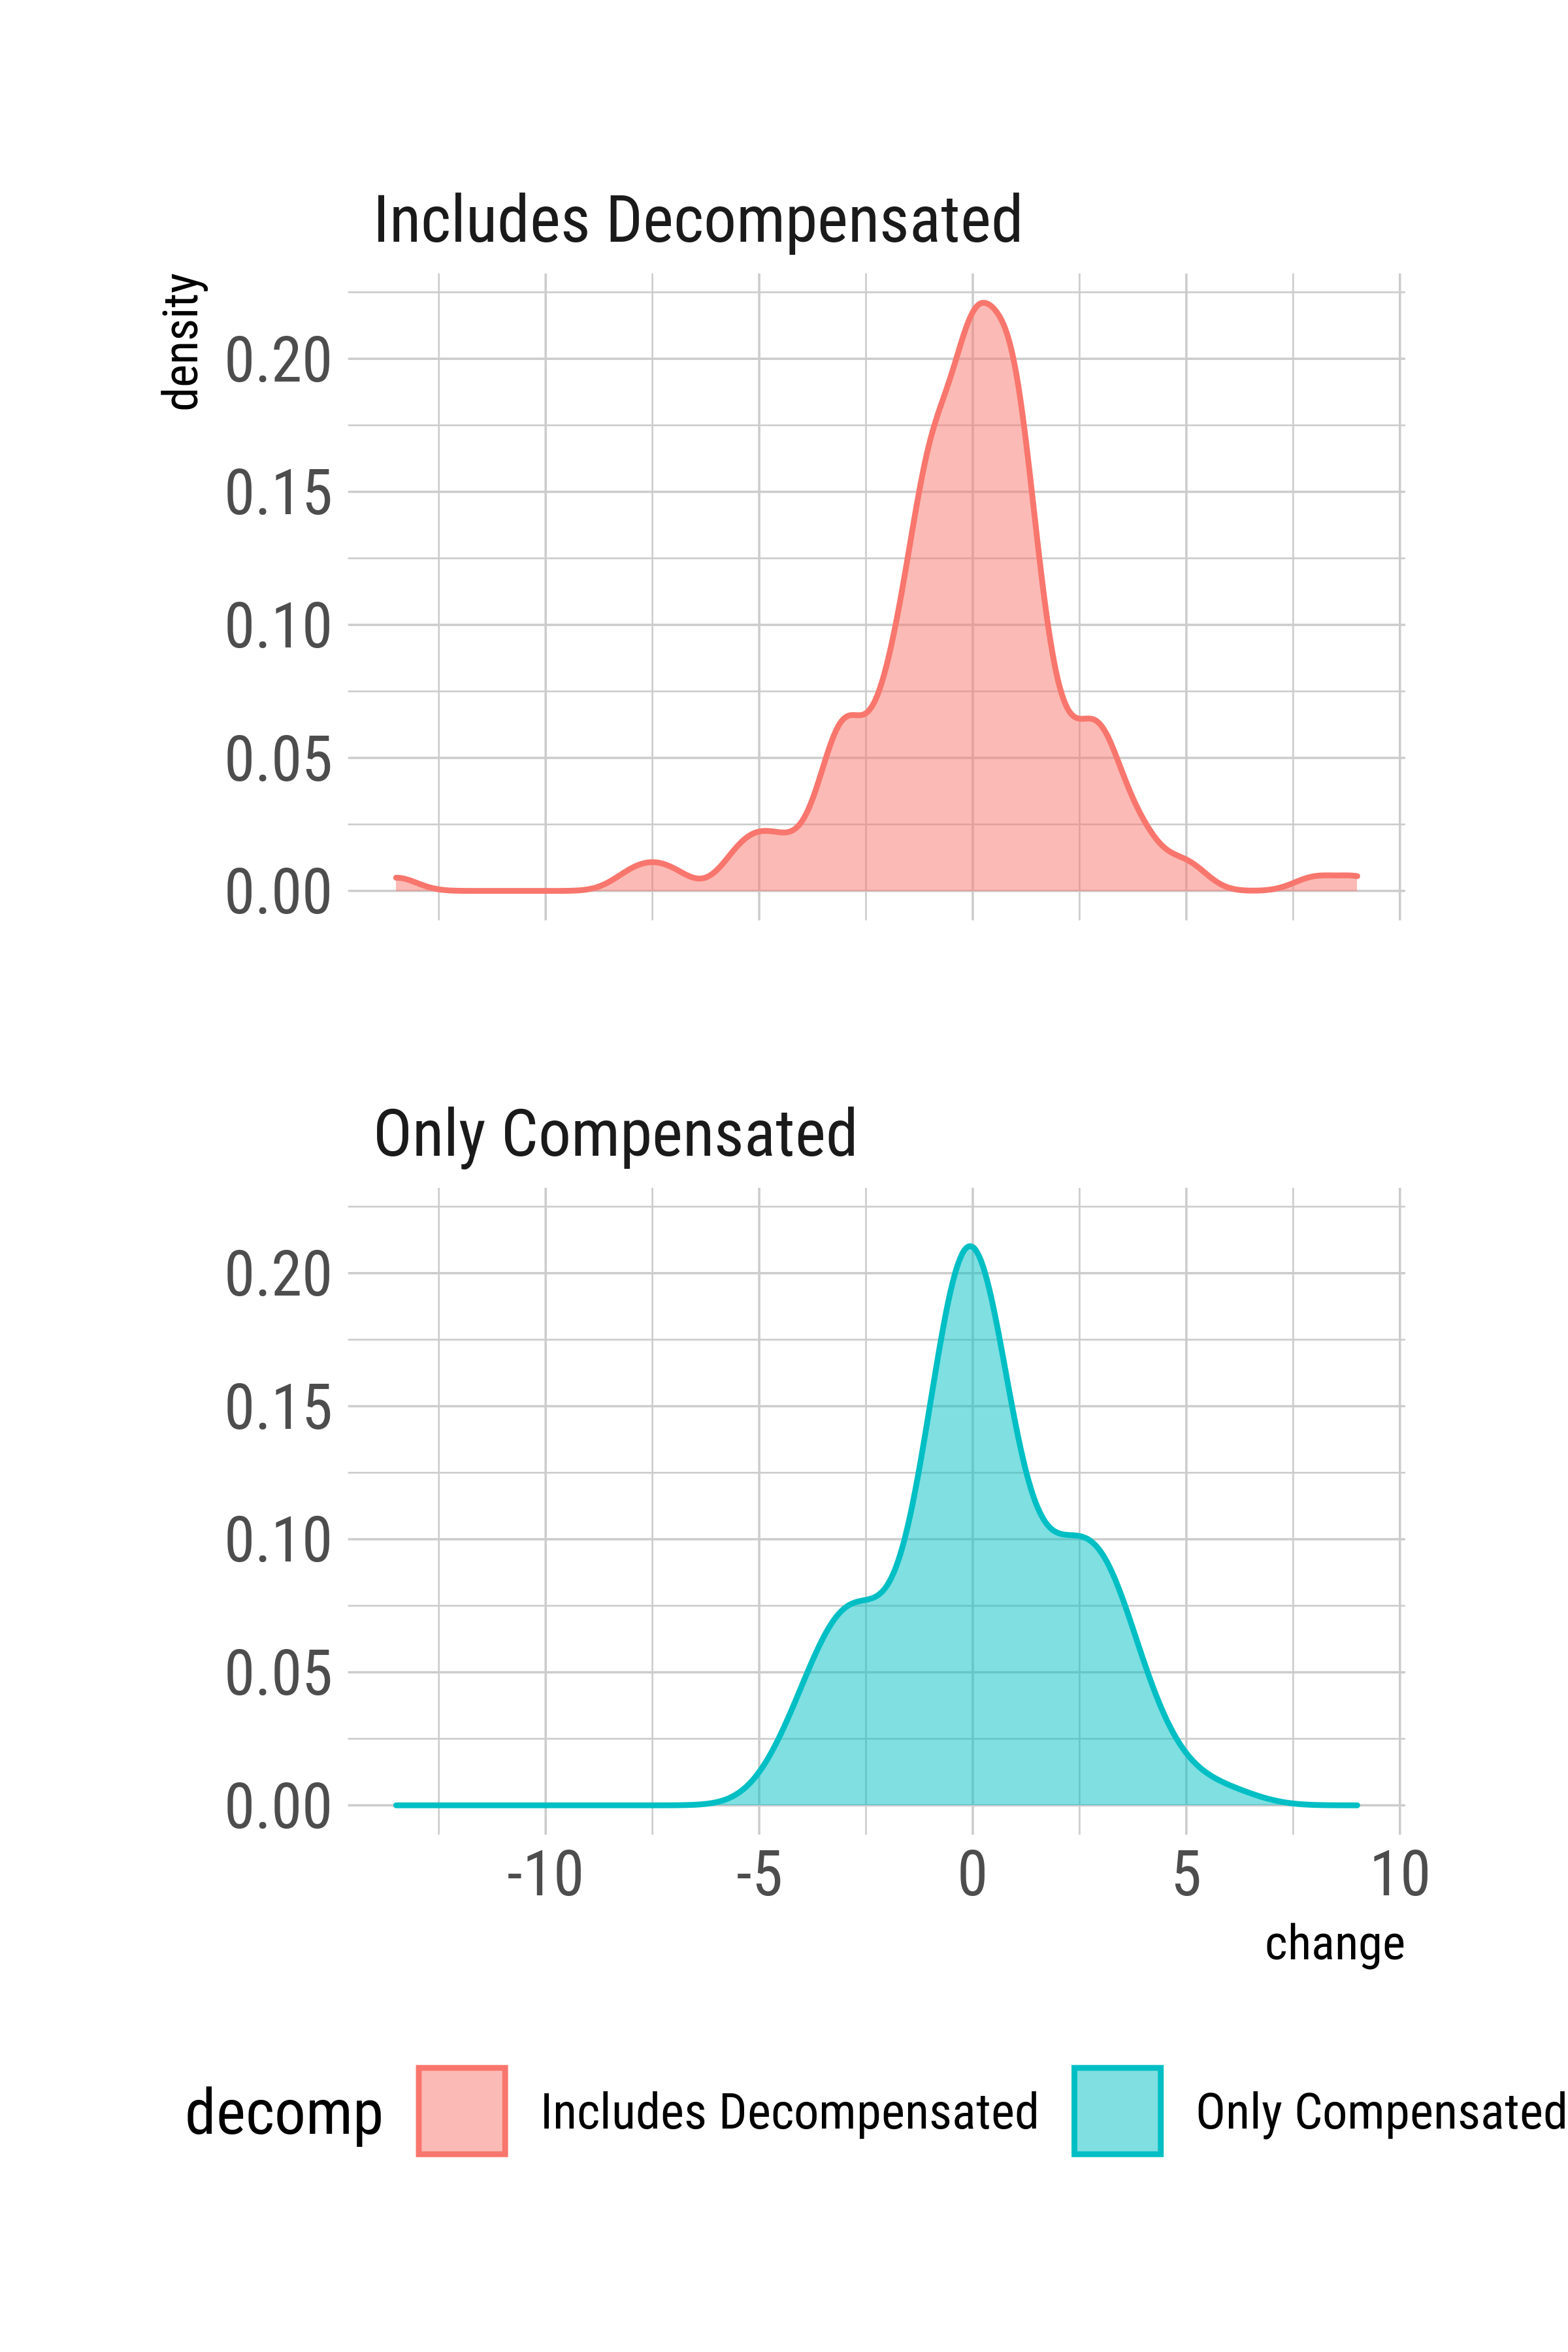 Includes Decompensated
density
0.20
0.15
0.10
0.05
0.00
Only Compensated
0.20
0.15
0.10
0.05
0.00
-10 -5 0 5 10
change
decomp Includes Decompensated Only Compensated